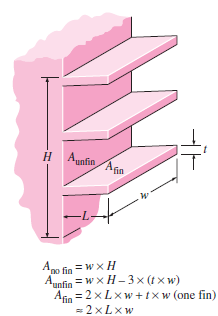 H
A_unfin
A_fin
t
w
L
A_no fin = w × H
A_unfin = w × H – 3 × (t × w)
A_fin = 2 × L × w + t × w (one fin)
≈ 2 × L × w